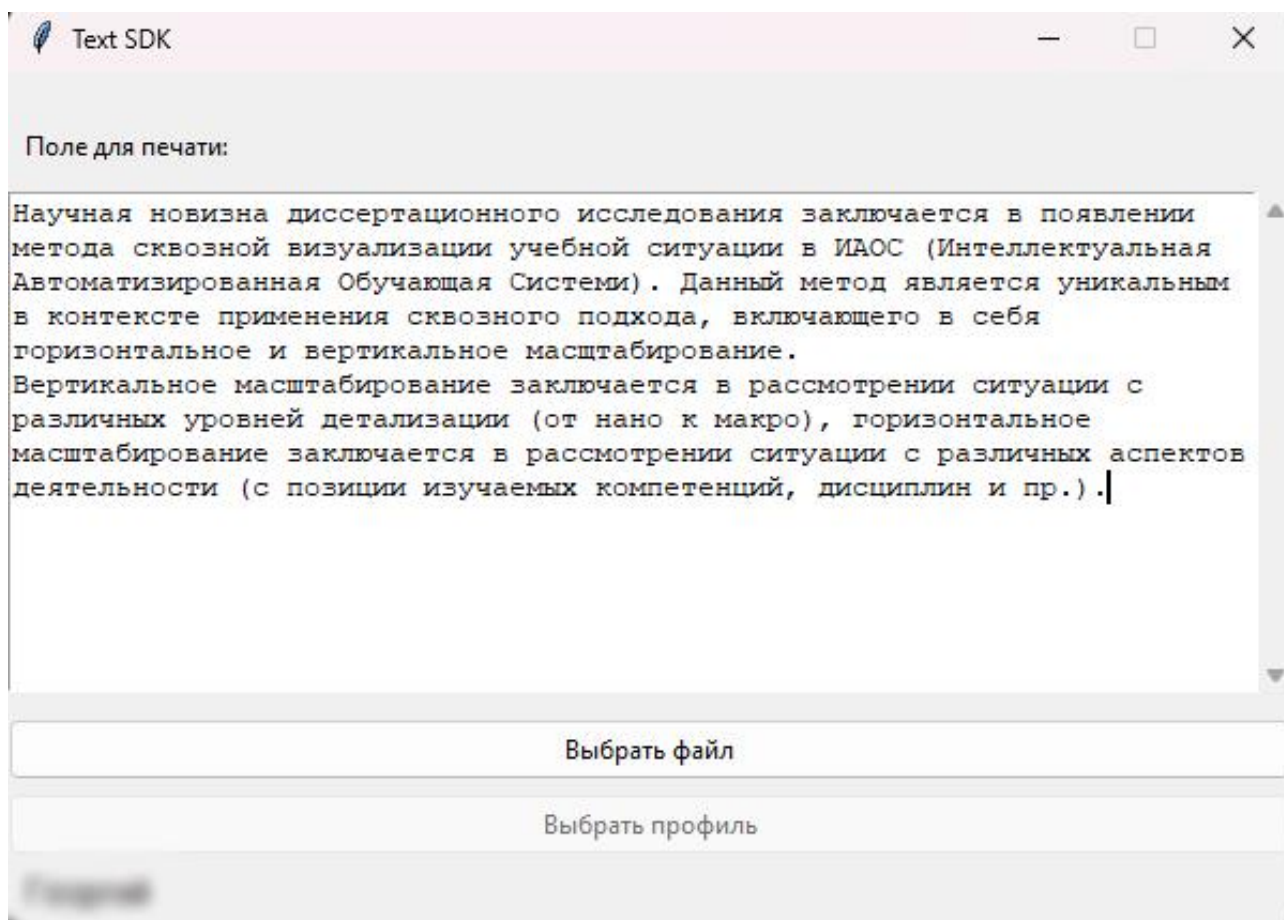 Text SDK
Поле для печати:
Научная новизна диссертационного исследования заключается в появлении
метода сквозной визуализации учебной ситуации в ИАОС (Интеллектуальная
Автоматизированная Обучающая Системи). Данный метод является уникальным
в контексте применения сквозного подхода, включающего в себя
горизонтальное и вертикальное масщтабирование.
Вертикальное масштабирование заключается в рассмотрении ситуации с
различных уровней детализации (от нано к макро), горизонтальное
масштабирование заключается в рассмотрении ситуации с различных аспектов
деятельности (с позиции изучаемых компетенций, дисциплин и пр.).
Выбрать файл
Выбрать профиль